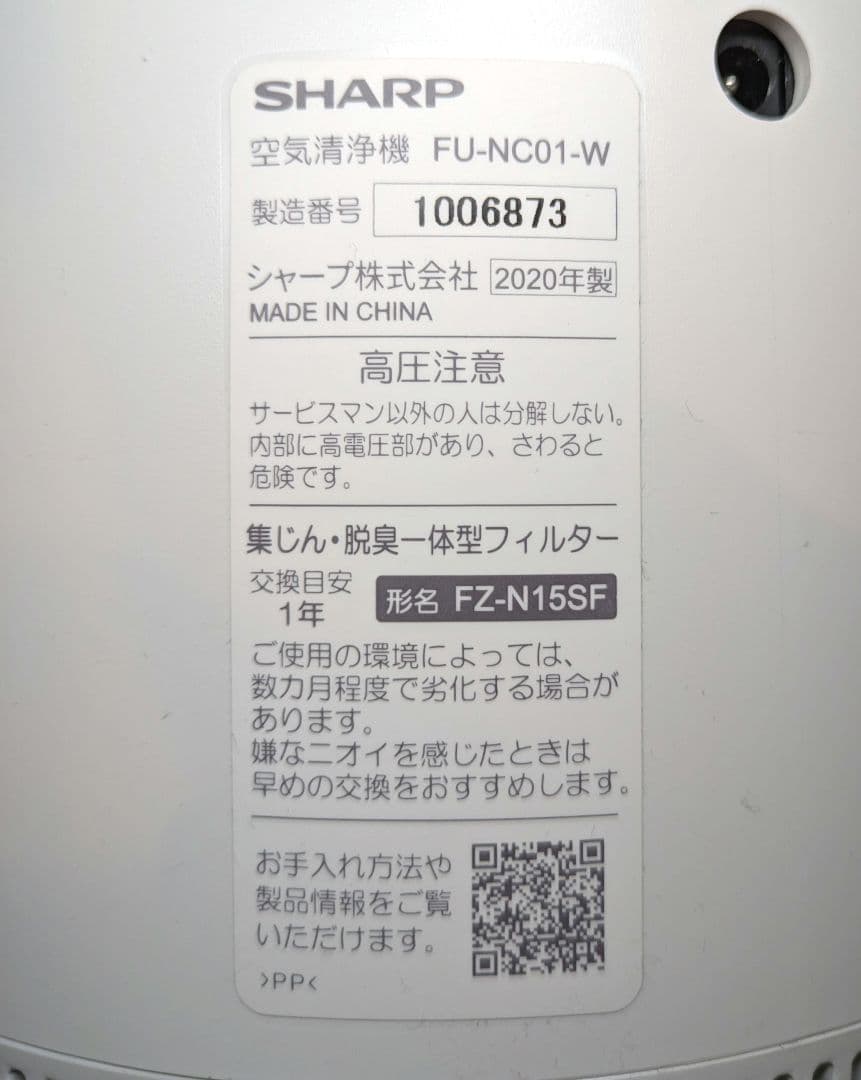 SHARP
空気清浄機 FU-NC01-W
製造番号 1006873
シャープ株式会社 2020年製
MADE IN CHINA
高圧注意
サービスマン以外の人は分解しない。
内部に高電圧部があり、さわると
危険です。
集じん・脱臭一体型フィルター
交換目安
1年
形名 FZ-N15SF
ご使用の環境によっては、
数カ月程度で劣化する場合が
あります。
嫌なニオイを感じたときは
早めの交換をおすすめします。
お手入れ方法や
製品情報をご覧
いただけます。
>PP<